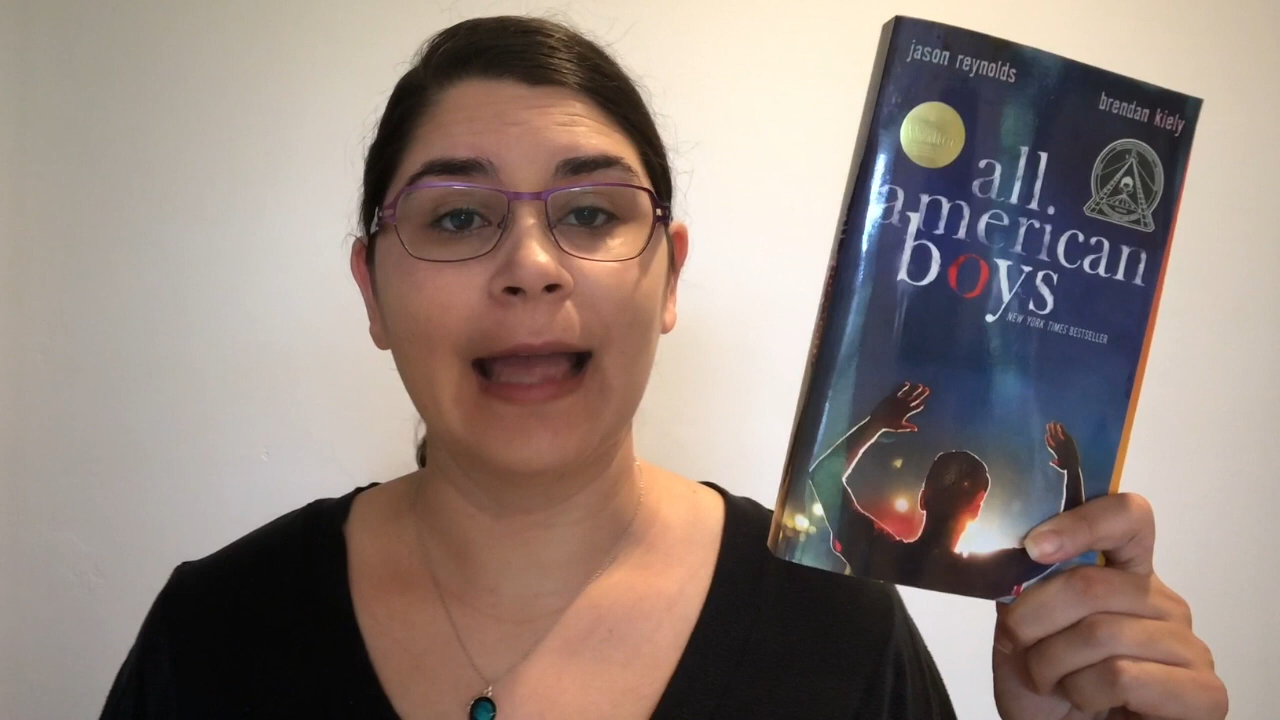 jason reynolds
brendan kiely
all
american
boys
NEW YORK TIMES BESTSELLER